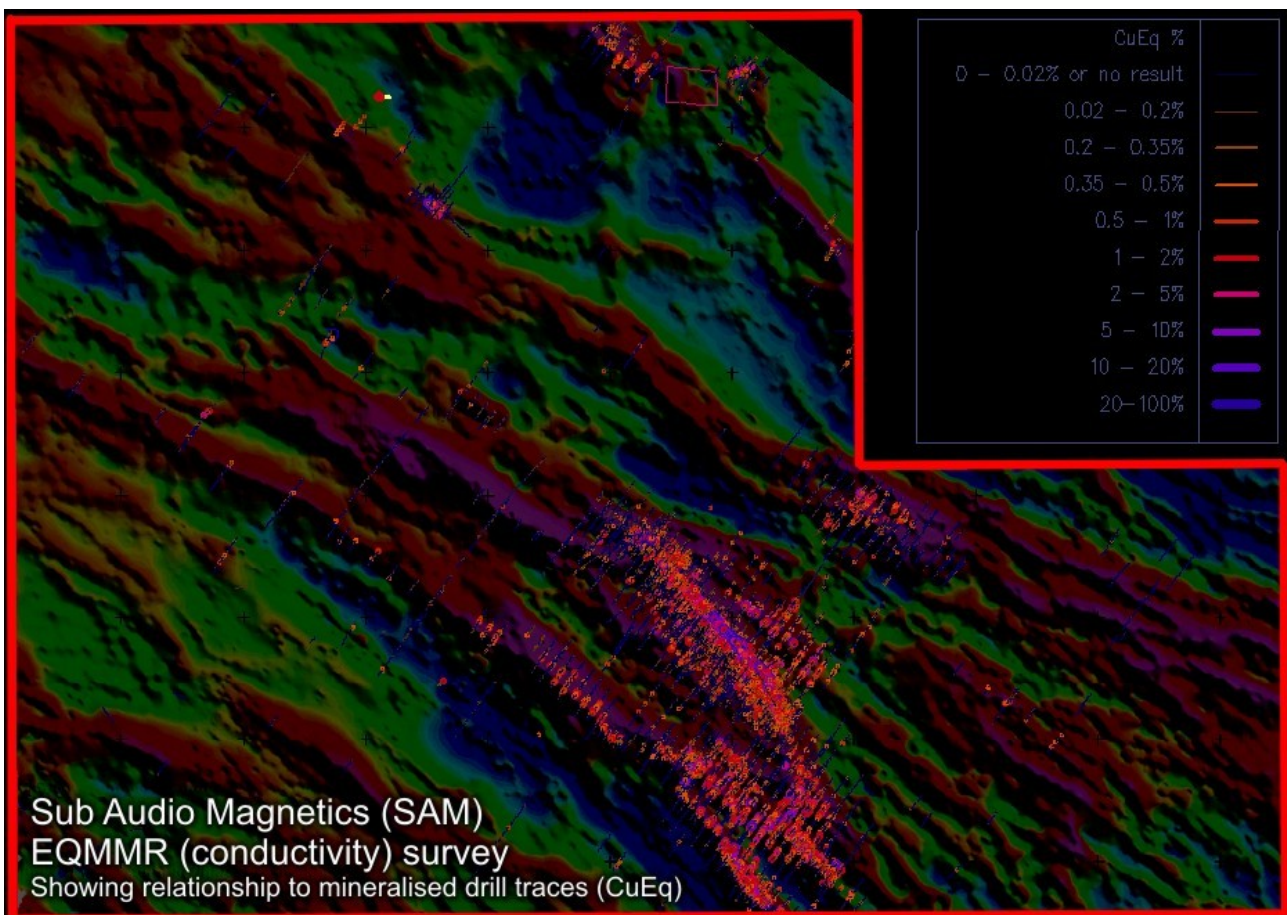 CuEq %
0 - 0.02% or no result
0.02 - 0.2%
0.2 - 0.35%
0.35 - 0.5%
0.5 - 1%
1 - 2%
2 - 5%
5 - 10%
10 - 20%
20-100%
Sub Audio Magnetics (SAM)
EQMMR (conductivity) survey
Showing relationship to mineralised drill traces (CuEq)